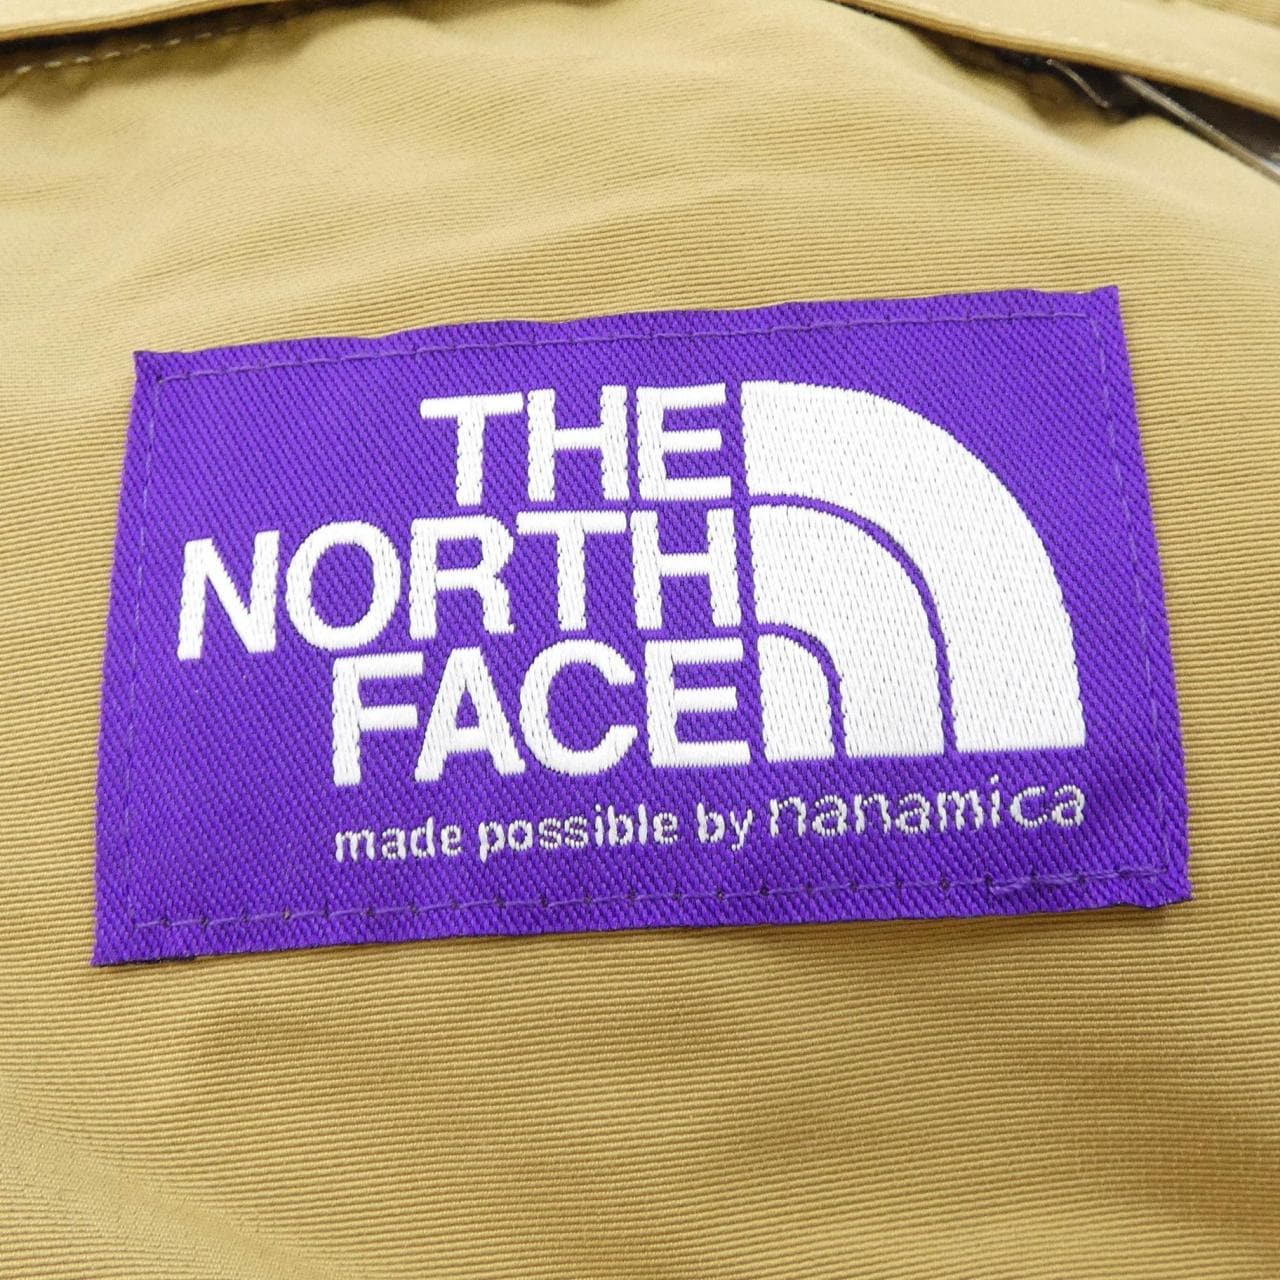 THE
NORTH
FACE
made possible by nanamica